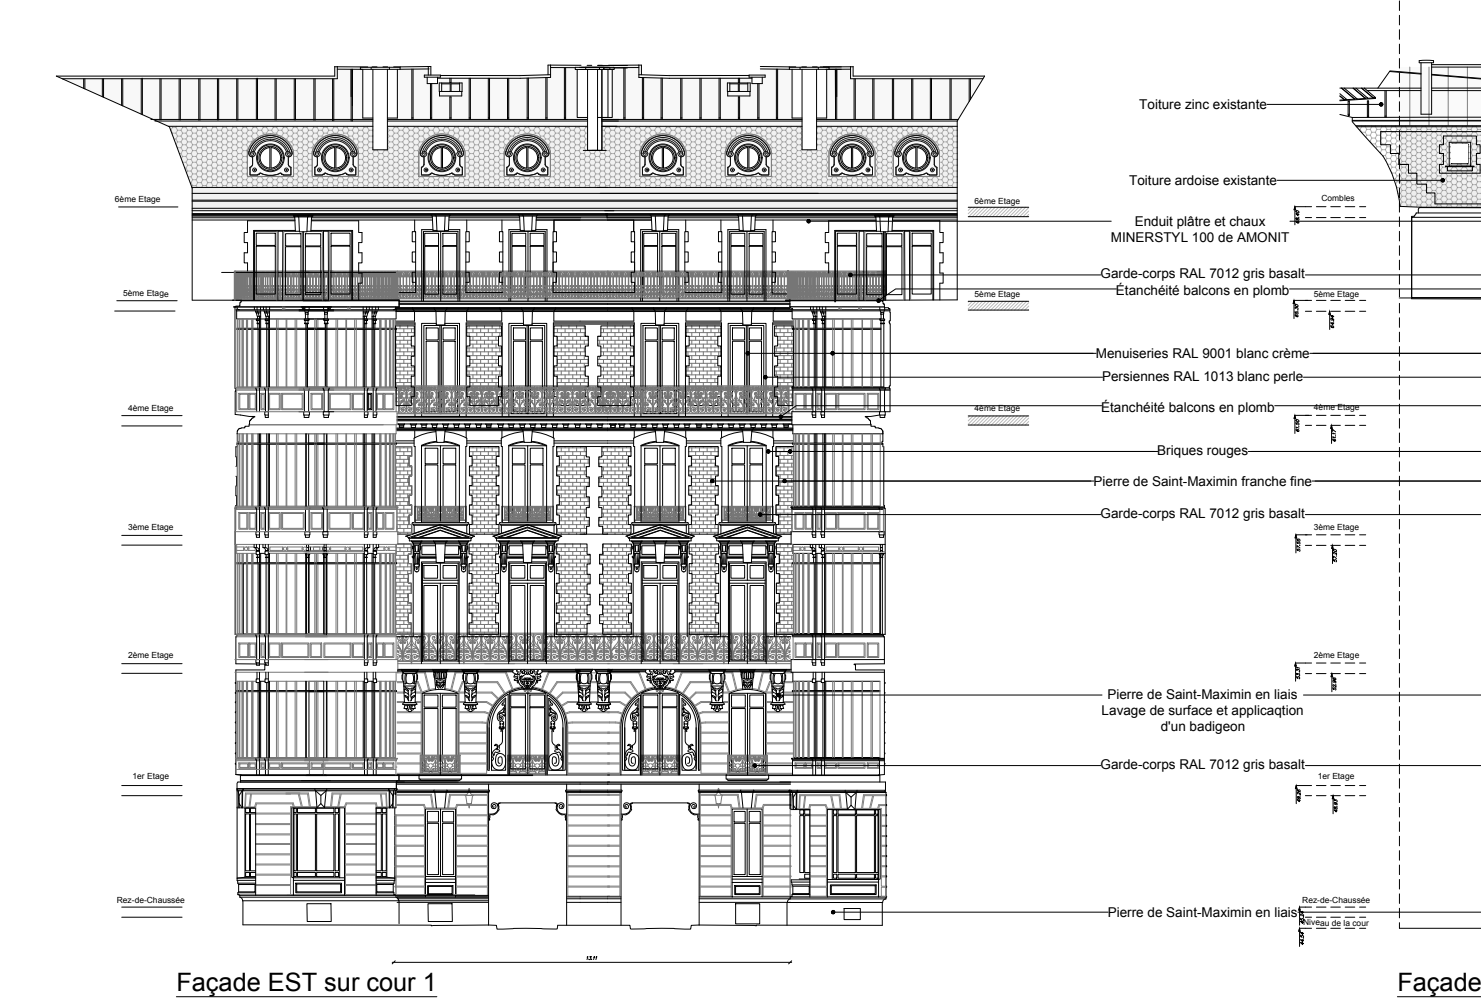 Toiture zinc existante
Toiture ardoise existante
6ème Etage
6ème Etage
Combles
Enduit plâtre et chaux
MINERSTYL 100 de AMONIT
Garde-corps RAL 7012 gris basalt
Étanchéité balcons en plomb
5ème Etage
5ème Etage
5ème Etage
Menuiseries RAL 9001 blanc crème
Persiennes RAL 1013 blanc perle
Étanchéité balcons en plomb
4ème Etage
4ème Etage
4ème Etage
Briques rouges
Pierre de Saint-Maximin franche fine
Garde-corps RAL 7012 gris basalt
3ème Etage
3ème Etage
2ème Etage
2ème Etage
Pierre de Saint-Maximin en liais
Lavage de surface et applicaqtion
d'un badigeon
Garde-corps RAL 7012 gris basalt
1er Etage
1er Etage
Rez-de-Chaussée
Rez-de-Chaussée
Pierre de Saint-Maximin en liais
Niveau de la cour
Façade EST sur cour 1
Façade